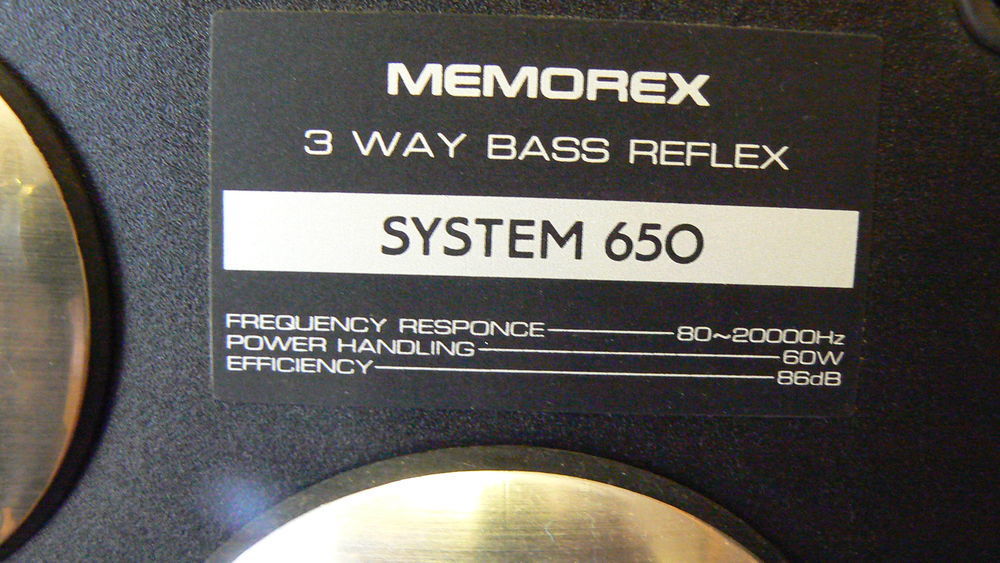 MEMOREX
3 WAY BASS REFLEX
SYSTEM 650
FREQUENCY RESPONCE 80~20000Hz
POWER HANDLING 60W
EFFICIENCY 86dB